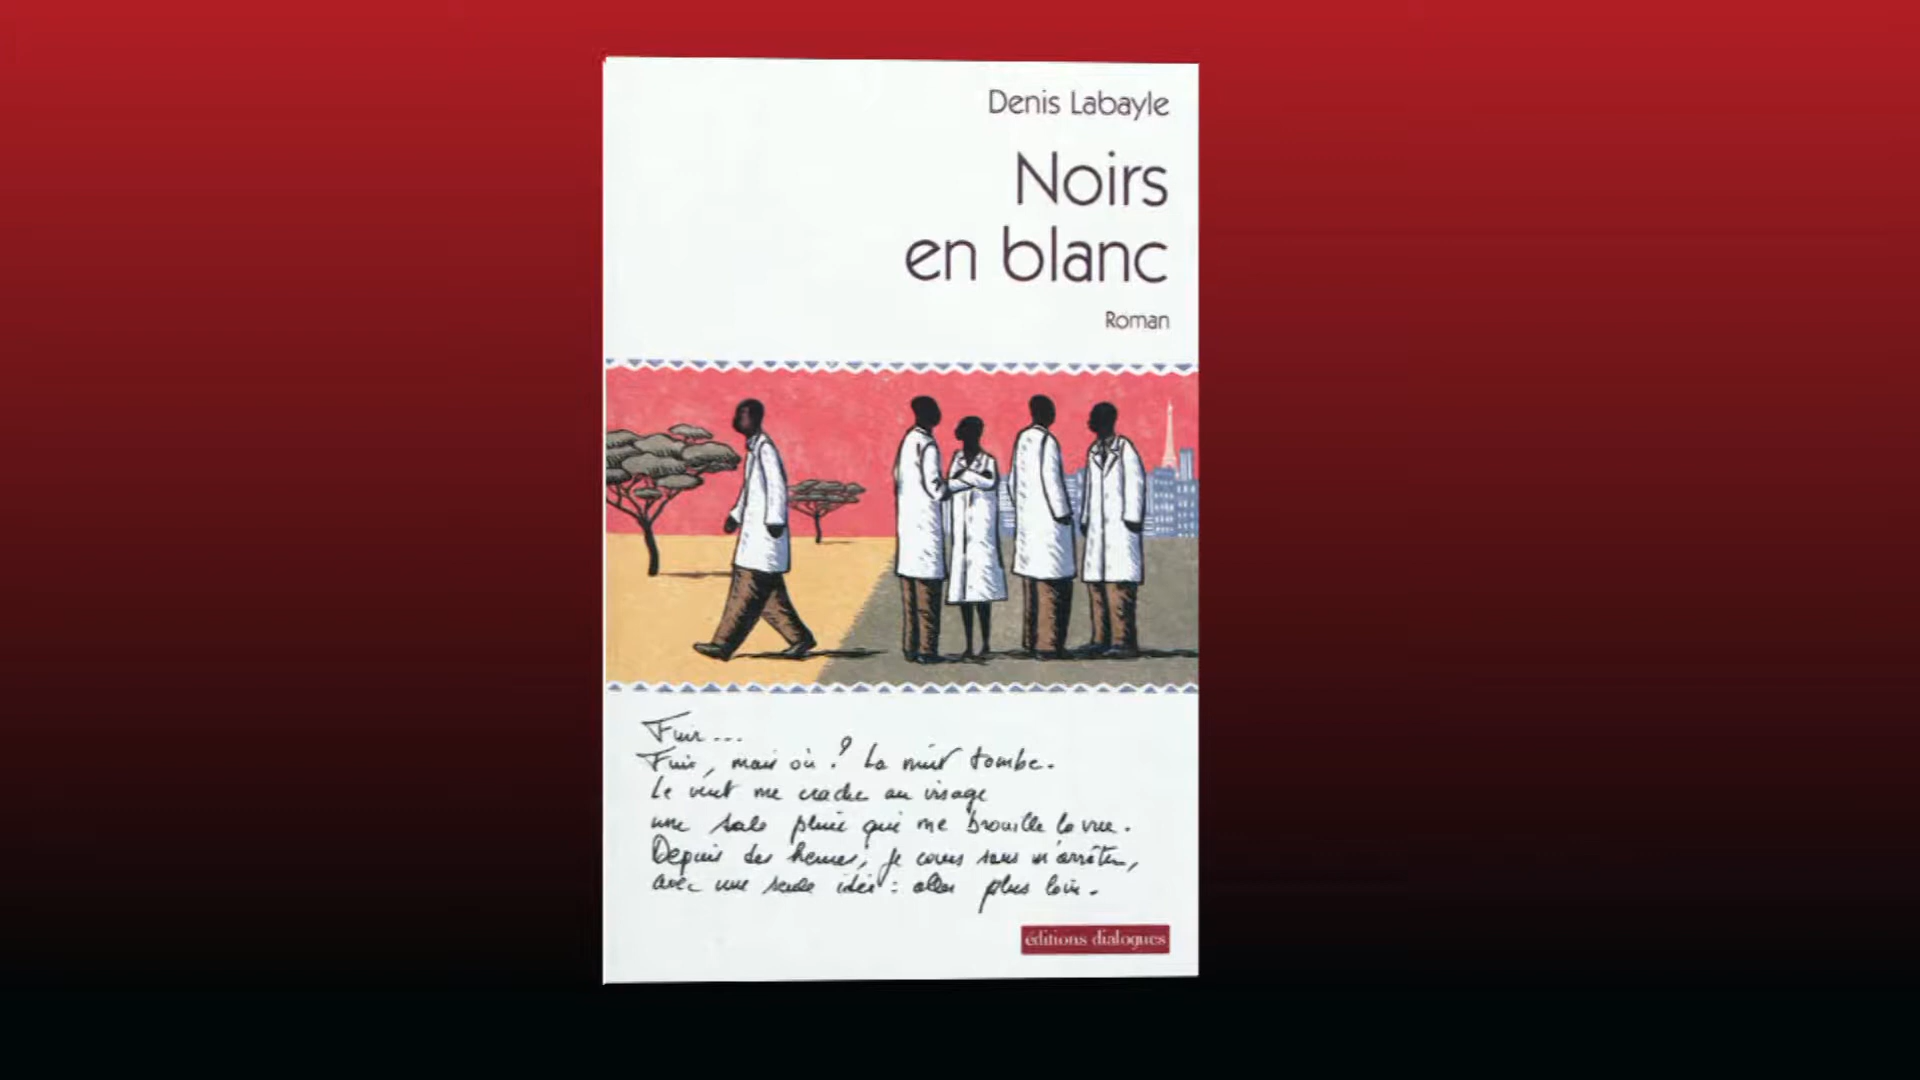 Denis Labayle
Noirs
en blanc
Roman
Fuir...
Fuir, mais où ? La nuit tombe.
Le vent me crache au visage
une sale pluie qui me brouille la vue.
Depuis des heures, je cours sans m'arrêter,
avec une seule idée : aller plus loin.
éditions dialogues